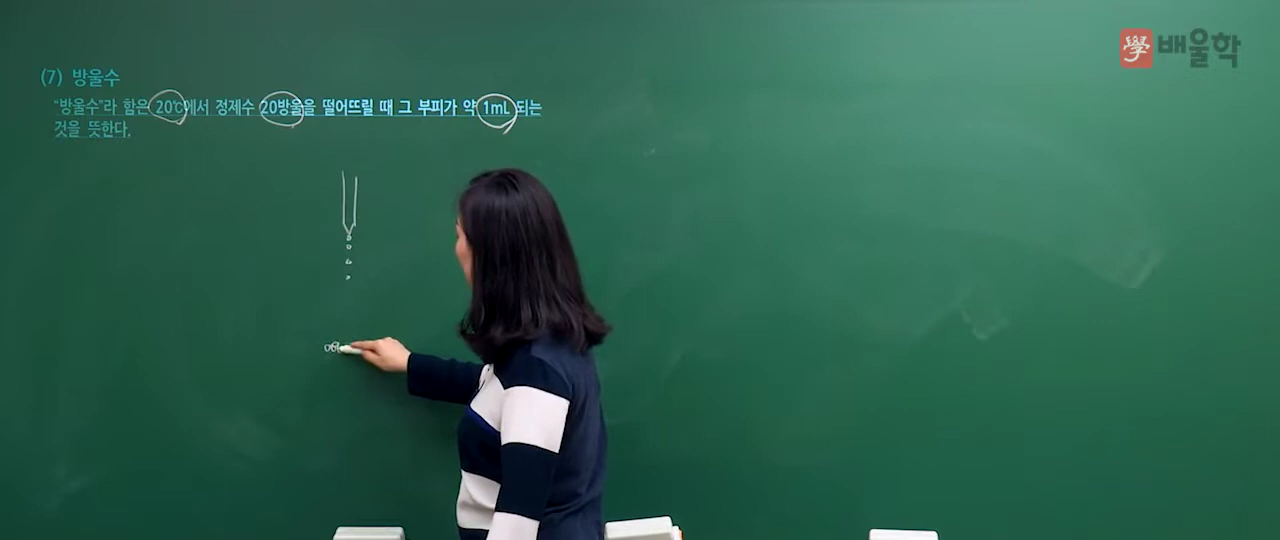 學 배울학
(7) 방울수
"방울수"라 함은 20℃에서 정제수 20방울을 떨어뜨릴 때 그 부피가 약 1mL 되는
것을 뜻한다.